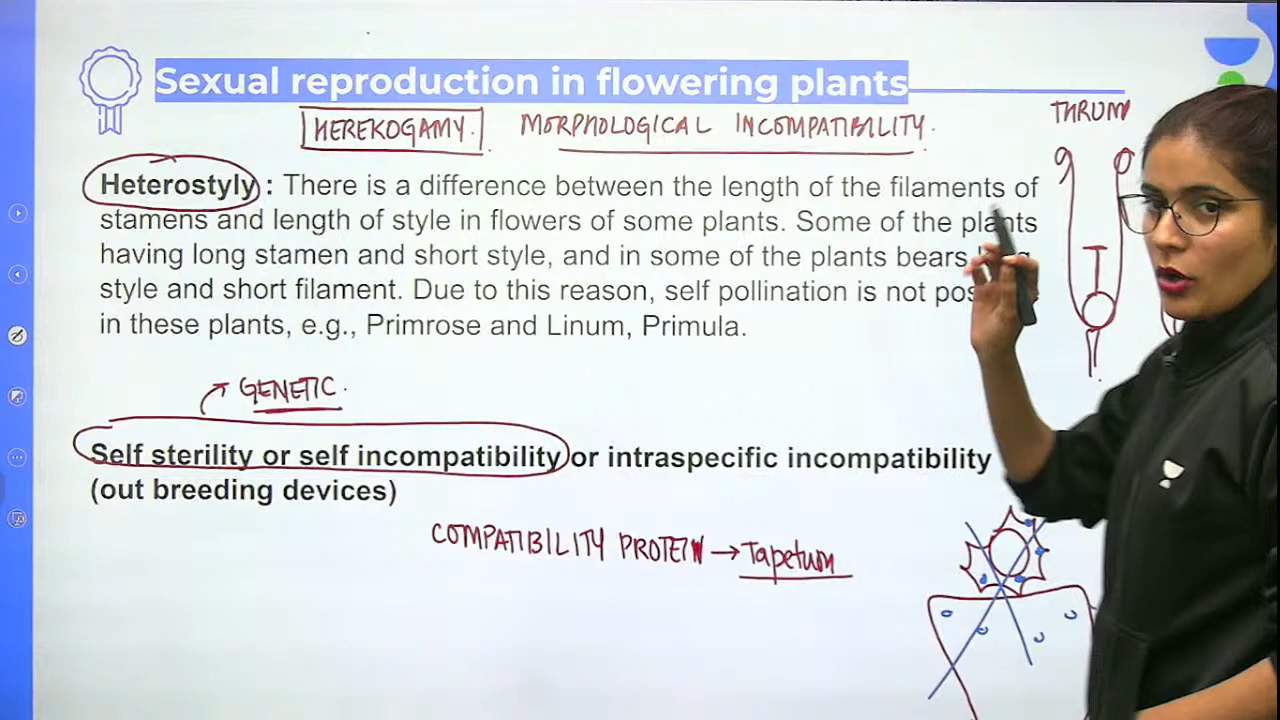 Sexual reproduction in flowering plants
HEREKOGAMY. MORPHOLOGICAL INCOMPATIBILITY.
THRUM
Heterostyly : There is a difference between the length of the filaments of
stamens and length of style in flowers of some plants. Some of the plants
having long stamen and short style, and in some of the plants bears
style and short filament. Due to this reason, self pollination is not
in these plants, e.g., Primrose and Linum, Primula.
GENETIC.
Self sterility or self incompatibility or intraspecific incompatibility
(out breeding devices)
COMPATIBILITY PROTEIN → Tapetum